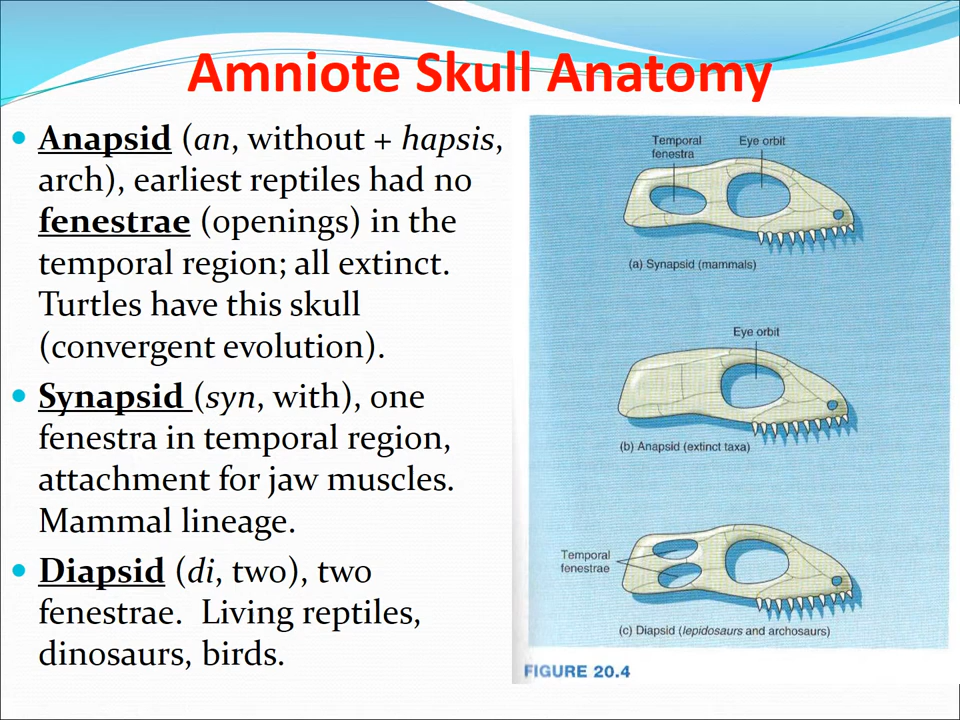 Amniote Skull Anatomy
• Anapsid (an, without + hapsis,
arch), earliest reptiles had no
fenestrae (openings) in the
temporal region; all extinct.
Turtles have this skull
(convergent evolution).
• Synapsid (syn, with), one
fenestra in temporal region,
attachment for jaw muscles.
Mammal lineage.
• Diapsid (di, two), two
fenestrae. Living reptiles,
dinosaurs, birds.
Temporal
fenestra
Eye orbit
(a) Synapsid (mammals)
Eye orbit
(b) Anapsid (extinct taxa)
Temporal
fenestrae
(c) Diapsid (lepidosaurs and archosaurs)
FIGURE 20.4